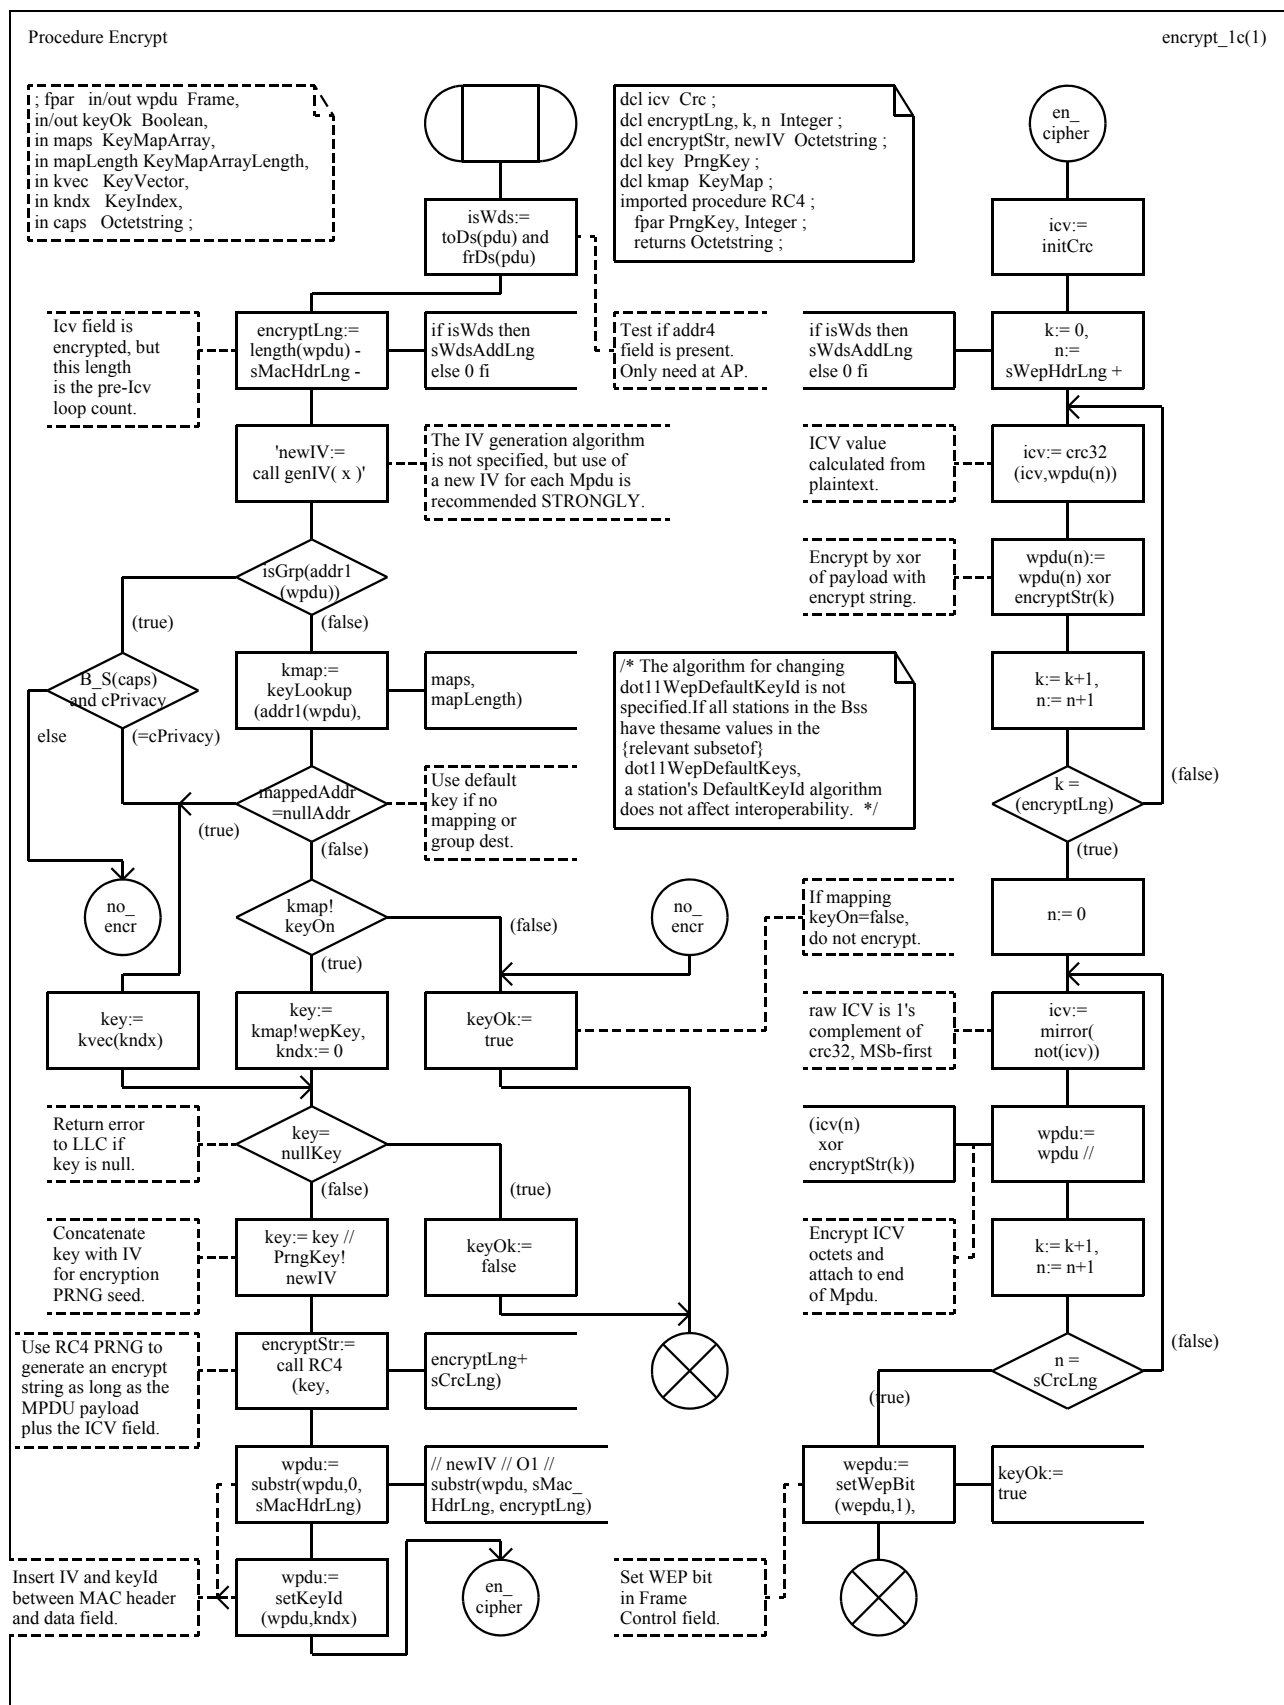 Procedure Encrypt
encrypt_1c(1)
; fpar in/out wpdu Frame,
in/out keyOk Boolean,
in maps KeyMapArray,
in mapLength KeyMapArrayLength,
in kvec KeyVector,
in kndx KeyIndex,
in caps Octetstring ;
dcl icv Crc ;
dcl encryptLng, k, n Integer ;
dcl encryptStr, newIV Octetstring ;
dcl key PrngKey ;
dcl kmap KeyMap ;
imported procedure RC4 ;
fpar PrngKey, Integer ;
returns Octetstring ;
en_
cipher
isWds:=
toDs(pdu) and
frDs(pdu)
icv:=
initCrc
Icv field is
encrypted, but
this length
is the pre-Icv
loop count.
encryptLng:=
length(wpdu) -
sMacHdrLng -
if isWds then
sWdsAddLng
else 0 fi
Test if addr4
field is present.
Only need at AP.
if isWds then
sWdsAddLng
else 0 fi
k:= 0,
n:=
sWepHdrLng +
'newIV:=
call genIV( x )'
The IV generation algorithm
is not specified, but use of
a new IV for each Mpdu is
recommended STRONGLY.
ICV value
calculated from
plaintext.
icv:= crc32
(icv,wpdu(n))
isGrp(addr1
(wpdu))
Encrypt by xor
of payload with
encrypt string.
wpdu(n):=
wpdu(n) xor
encryptStr(k)
(true)
(false)
B_S(caps)
and cPrivacy
else
(=cPrivacy)
kmap:=
keyLookup
(addr1(wpdu),
maps,
mapLength)
/* The algorithm for changing
dot11WepDefaultKeyId is not
specified.If all stations in the Bss
have thesame values in the
{relevant subsetof}
dot11WepDefaultKeys,
a station's DefaultKeyId algorithm
does not affect interoperability. */
k:= k+1,
n:= n+1
mappedAddr
=nullAddr
(true)
(false)
Use default
key if no
mapping or
group dest.
k =
(encryptLng)
(false)
(true)
no_
encr
kmap!
keyOn
(false)
(true)
no_
encr
If mapping
keyOn=false,
do not encrypt.
n:= 0
key:=
kvec(kndx)
key:=
kmap!wepKey,
kndx:= 0
keyOk:=
true
raw ICV is 1's
complement of
crc32, MSb-first
icv:=
mirror(
not(icv))
Return error
to LLC if
key is null.
key=
nullKey
(true)
(false)
(icv(n)
xor
encryptStr(k))
wpdu:=
wpdu //
Concatenate
key with IV
for encryption
PRNG seed.
key:= key //
PrngKey!
newIV
keyOk:=
false
Encrypt ICV
octets and
attach to end
of Mpdu.
k:= k+1,
n:= n+1
Use RC4 PRNG to
generate an encrypt
string as long as the
MPDU payload
plus the ICV field.
encryptStr:=
call RC4
(key,
encryptLng+
sCrcLng)
n =
sCrcLng
(false)
(true)
wpdu:=
substr(wpdu,0,
sMacHdrLng)
// newIV // O1 //
substr(wpdu, sMac_
HdrLng, encryptLng)
wepdu:=
setWepBit
(wepdu,1),
keyOk:=
true
Insert IV and keyId
between MAC header
and data field.
wpdu:=
setKeyId
(wpdu,kndx)
en_
cipher
Set WEP bit
in Frame
Control field.